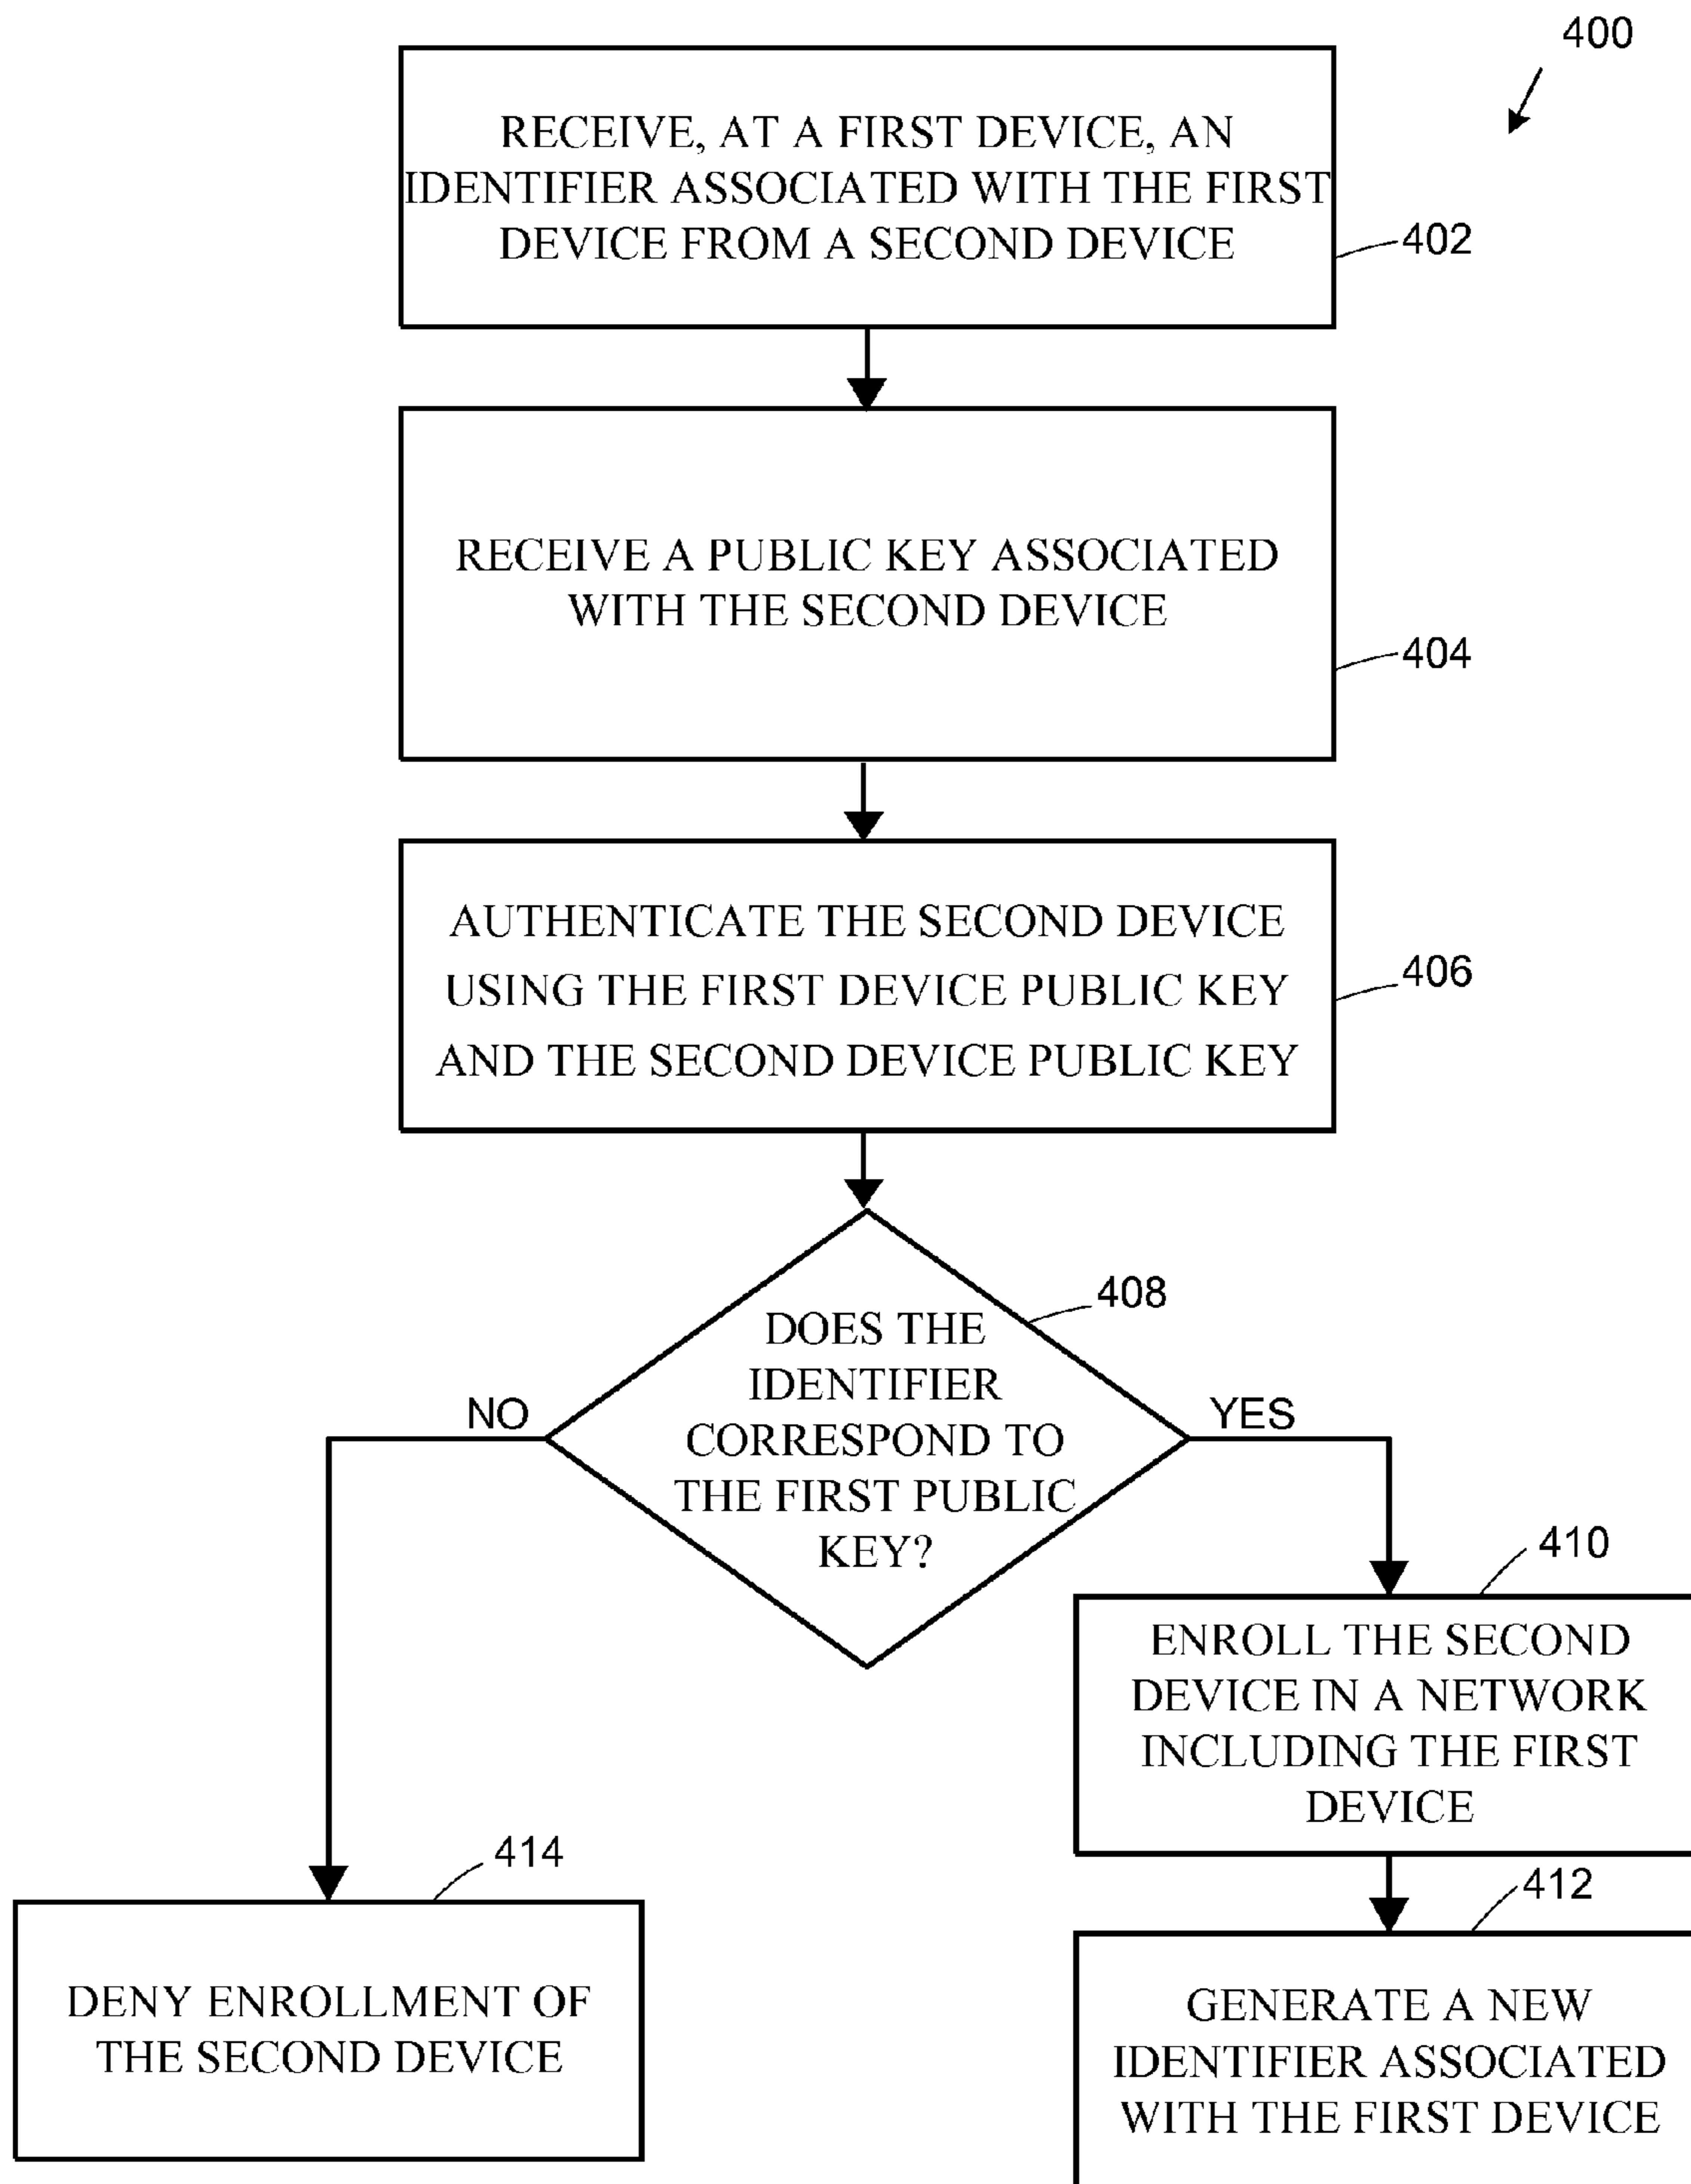 400
RECEIVE, AT A FIRST DEVICE, AN
IDENTIFIER ASSOCIATED WITH THE FIRST
DEVICE FROM A SECOND DEVICE
402
RECEIVE A PUBLIC KEY ASSOCIATED
WITH THE SECOND DEVICE
404
AUTHENTICATE THE SECOND DEVICE
USING THE FIRST DEVICE PUBLIC KEY
AND THE SECOND DEVICE PUBLIC KEY
406
408
DOES THE
IDENTIFIER
CORRESPOND TO
THE FIRST PUBLIC
KEY?
NO
YES
410
ENROLL THE SECOND
DEVICE IN A NETWORK
INCLUDING THE FIRST
DEVICE
414
DENY ENROLLMENT OF
THE SECOND DEVICE
412
GENERATE A NEW
IDENTIFIER ASSOCIATED
WITH THE FIRST DEVICE